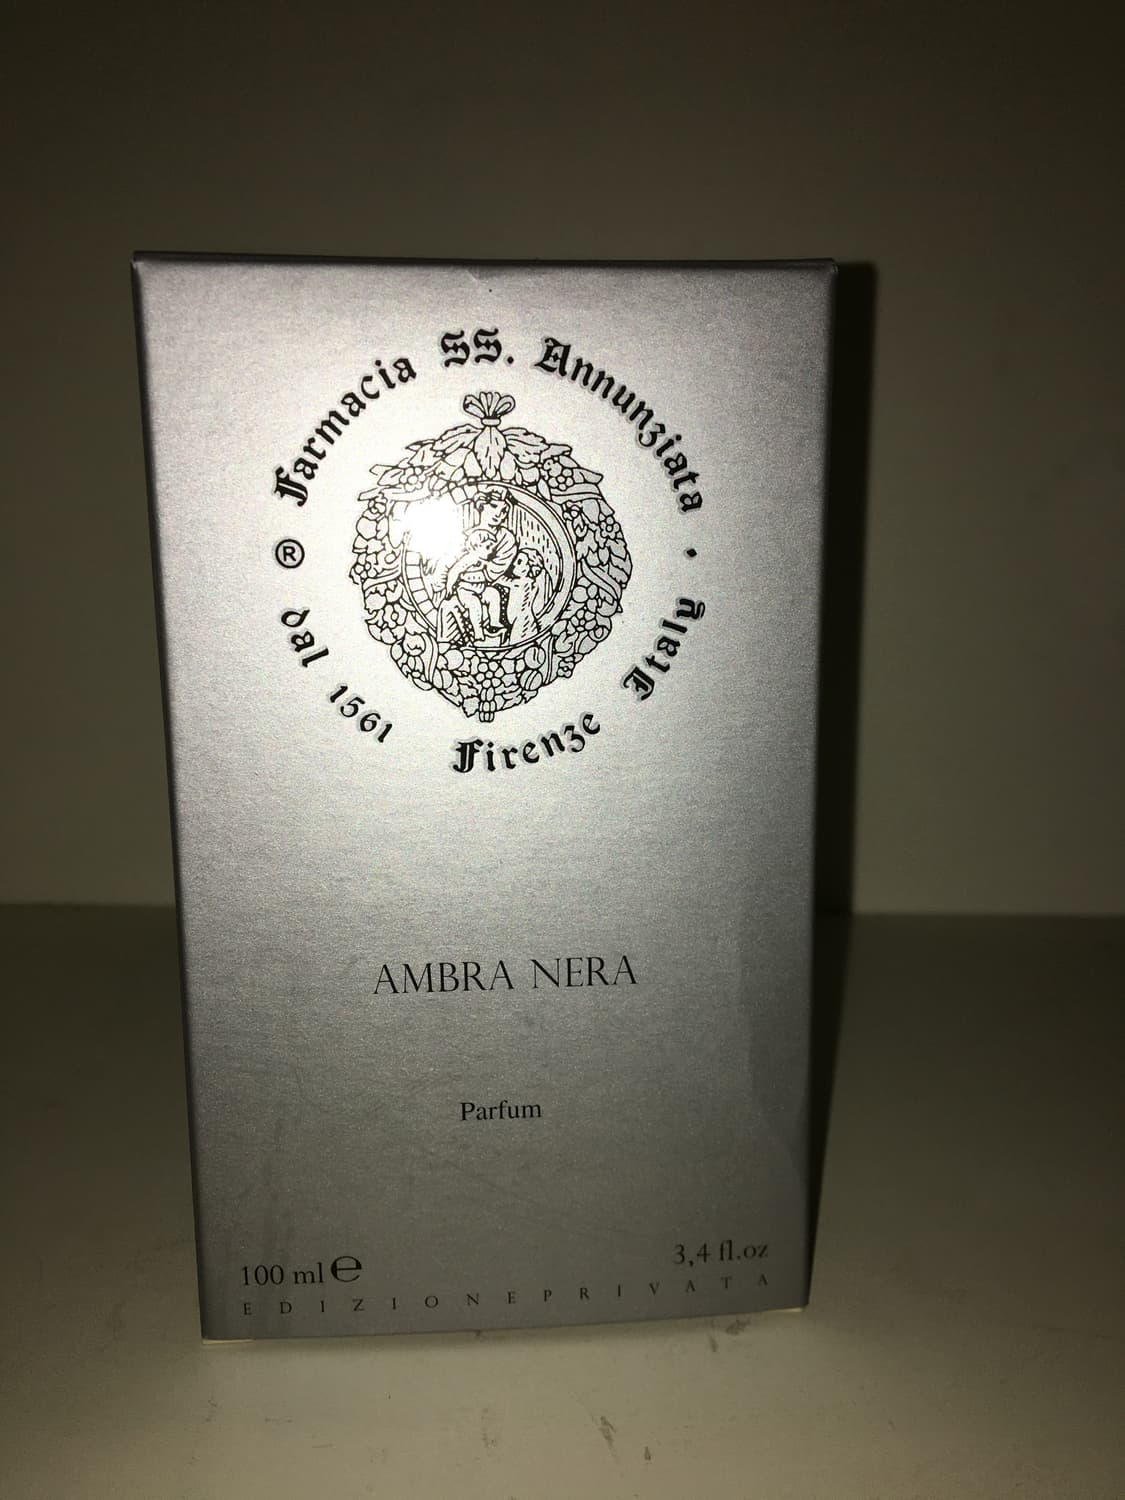 ® Farmacia SS. Annunziata ·
dal 1561 Firenze Italy
AMBRA NERA
Parfum
100 ml ℮ 3,4 fl.oz
EDIZIONEPRIVATA